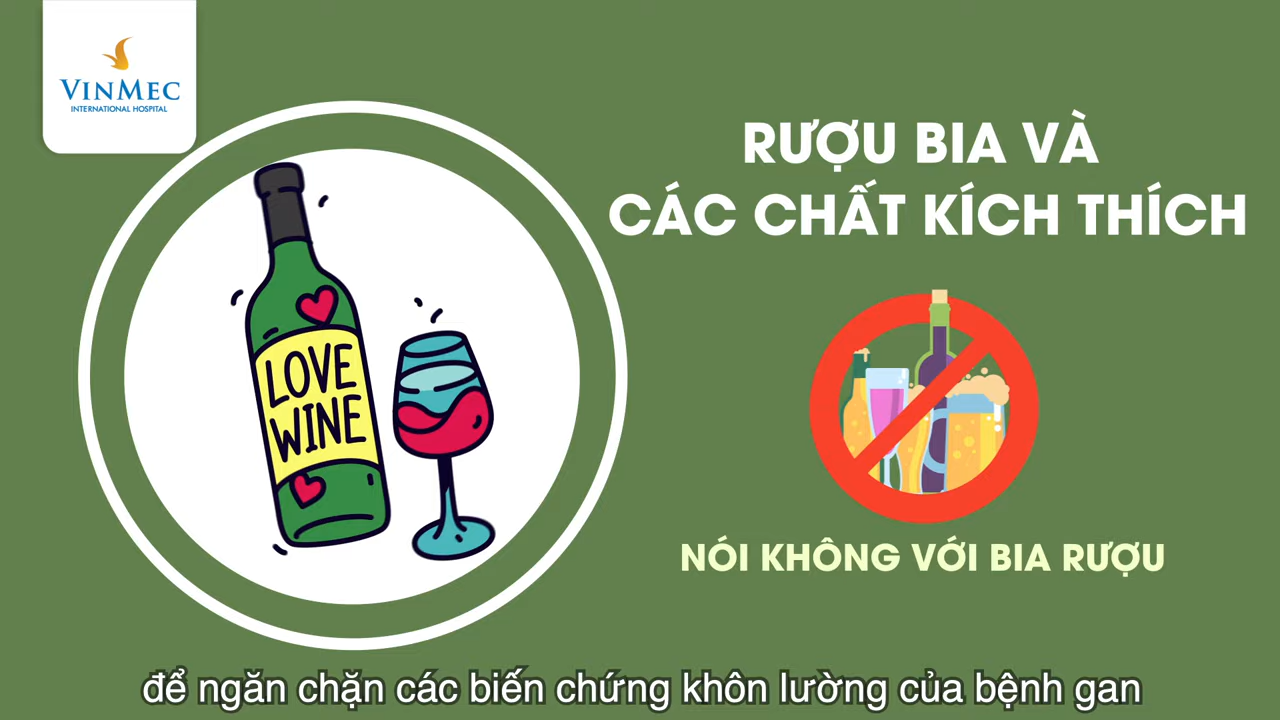 VINMEC
INTERNATIONAL HOSPITAL
RƯỢU BIA VÀ
CÁC CHẤT KÍCH THÍCH
LOVE
WINE
NÓI KHÔNG VỚI BIA RƯỢU
để ngăn chặn các biến chứng khôn lường của bệnh gan